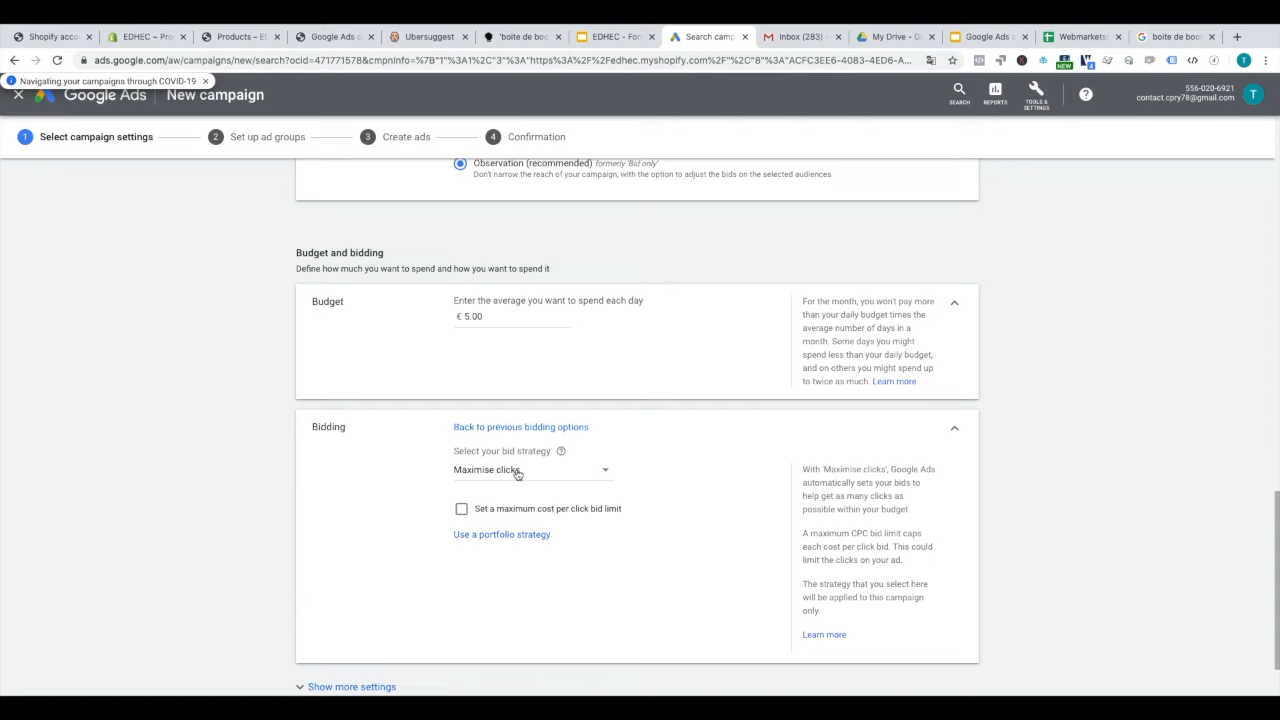 Shopify acco
EDHEC ~ Pro
Products ~ E
Google Ads o
Ubersuggest
'boite de boo
EDHEC - For
Search camp
Inbox (283) -
My Drive - G
Google Ads o
Webmarkets
boite de boos
ads.google.com/aw/campaigns/new/search?ocid=471771578&cmpnInfo=%7B"1"%3A1%2C"3"%3A"https%3A%2F%2Fedhec.myshopify.com%2F"%2C"8"%3A"ACFC3EE6-4083-4ED6-A...
Navigating your campaigns through COVID-19
Google Ads
New campaign
SEARCH
REPORTS
TOOLS & SETTINGS
556-020-6921
contact.cpry78@gmail.com
T
1 Select campaign settings
2 Set up ad groups
3 Create ads
4 Confirmation
Observation (recommended) formerly 'Bid only'
Don't narrow the reach of your campaign, with the option to adjust the bids on the selected audiences
Budget and bidding
Define how much you want to spend and how you want to spend it
Budget
Enter the average you want to spend each day
€ 5.00
For the month, you won't pay more
than your daily budget times the
average number of days in a
month. Some days you might
spend less than your daily budget,
and on others you might spend up
to twice as much. Learn more
Bidding
Back to previous bidding options
Select your bid strategy
Maximise clicks
Set a maximum cost per click bid limit
Use a portfolio strategy
With 'Maximise clicks', Google Ads
automatically sets your bids to
help get as many clicks as
possible within your budget
A maximum CPC bid limit caps
each cost per click bid. This could
limit the clicks on your ad.
The strategy that you select here
will be applied to this campaign
only.
Learn more
Show more settings